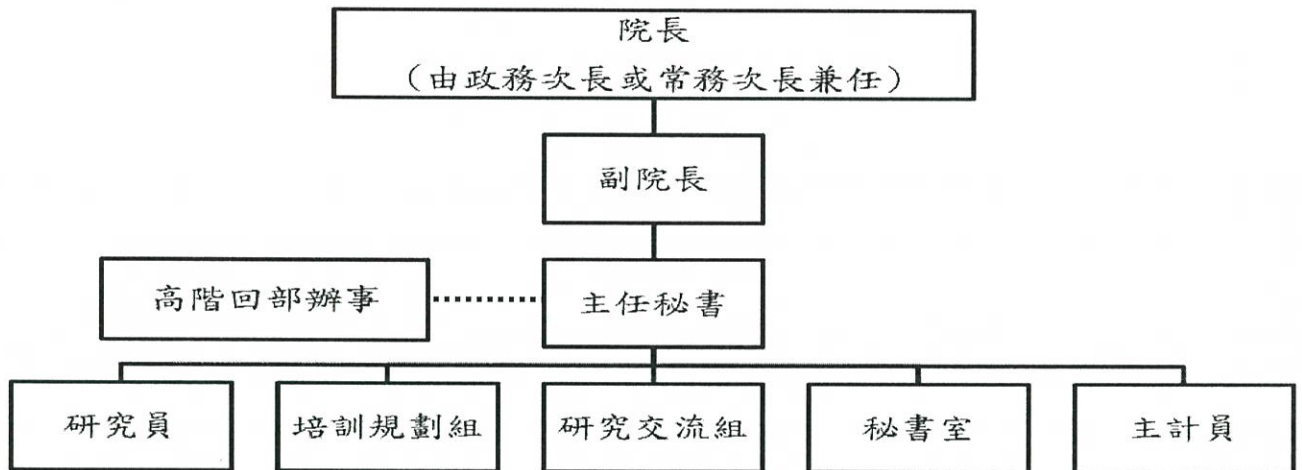 院長
（由政務次長或常務次長兼任）
副院長
高階回部辦事
主任秘書
研究員
培訓規劃組
研究交流組
秘書室
主計員